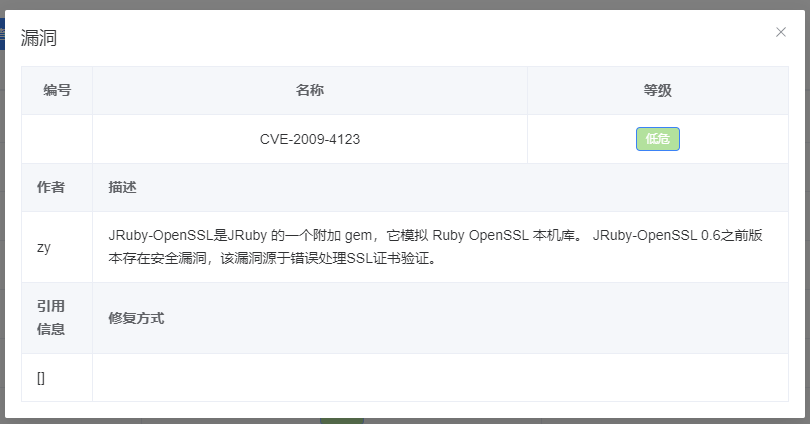 漏洞
编号 名称 等级
CVE-2009-4123 低危
作者 描述
zy
JRuby-OpenSSL是JRuby 的一个附加 gem，它模拟 Ruby OpenSSL 本机库。 JRuby-OpenSSL 0.6之前版
本存在安全漏洞，该漏洞源于错误处理SSL证书验证。
引用
信息
修复方式
[]